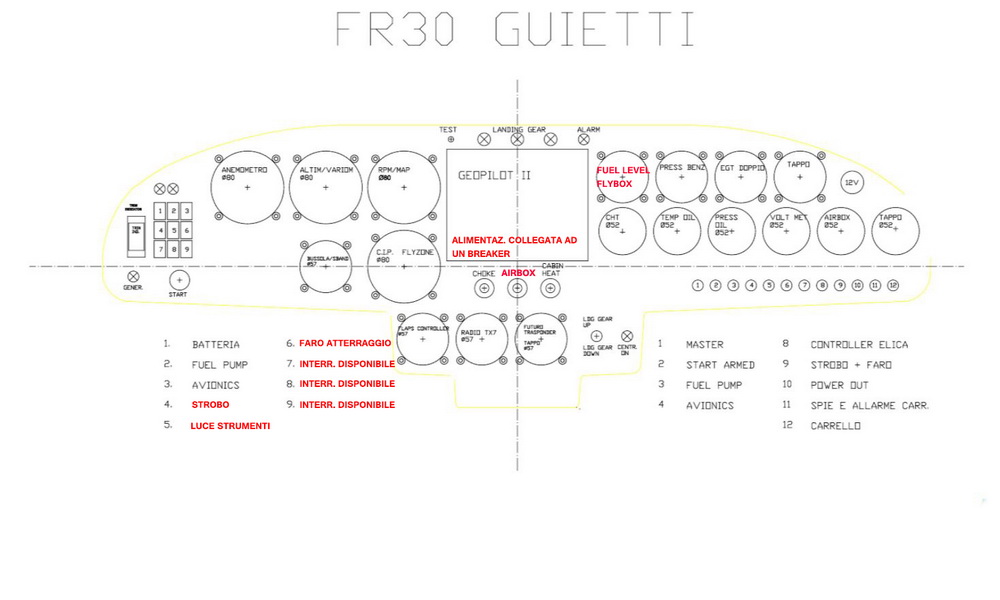 FR30 GUIETTI
TEST
LANDING GEAR
ALARM
ANEMOMETRO
Ø80
ALTIM/VARIOM
Ø80
RPM/MAP
Ø80
GEOPILOT II
FUEL LEVEL
FLYBOX
PRESS BENZ
EGT DOPPIO
TAPPO
12V
1 2 3
4 5 6
7 8 9
CHT
Ø52
TEMP OIL
Ø52
PRESS
OIL
Ø52
VOLT MET
Ø52
AIRBOX
Ø52
TAPPO
Ø52
ALIMENTAZ. COLLEGATA AD
UN BREAKER
BUSSOLA/SBAND
Ø57
C.I.P. FLYZONE
Ø80
CHOKE
AIRBOX
CABIN
HEAT
GENER.
START
1 2 3 4 5 6 7 8 9 10 11 12
FLAPS CONTROLLER
Ø57
RADIO TX7
Ø57
FUTURO
TRASPONDER
TAPPO
Ø57
LDG GEAR
UP
LDG GEAR
DOWN
CENTR.
ON
1. BATTERIA
2. FUEL PUMP
3. AVIONICS
4. STROBO
5. LUCE STRUMENTI
6. FARO ATTERRAGGIO
7. INTERR. DISPONIBILE
8. INTERR. DISPONIBILE
9. INTERR. DISPONIBILE
1 MASTER
2 START ARMED
3 FUEL PUMP
4 AVIONICS
8 CONTROLLER ELICA
9 STROBO + FARO
10 POWER OUT
11 SPIE E ALLARME CARR.
12 CARRELLO